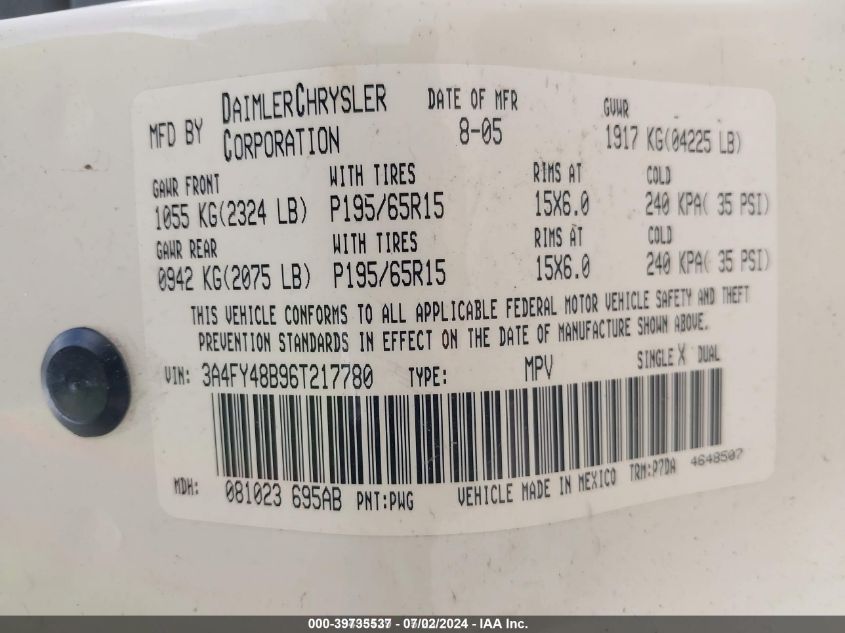 MFD BY DAIMLERCHRYSLER CORPORATION DATE OF MFR 8-05 GVWR 1917 KG(04225 LB)
GAWR FRONT WITH TIRES RIMS AT COLD
1055 KG(2324 LB) P195/65R15 15X6.0 240 KPA( 35 PSI)
GAWR REAR WITH TIRES RIMS AT COLD
0942 KG(2075 LB) P195/65R15 15X6.0 240 KPA( 35 PSI)
THIS VEHICLE CONFORMS TO ALL APPLICABLE FEDERAL MOTOR VEHICLE SAFETY AND THEFT
PREVENTION STANDARDS IN EFFECT ON THE DATE OF MANUFACTURE SHOWN ABOVE.
VIN: 3A4FY48B96T217780 TYPE: MPV SINGLE X DUAL
MDH: 081023 695AB PNT:PWG VEHICLE MADE IN MEXICO TRM:P7DA 4648507
000-39735537 - 07/02/2024 - IAA Inc.